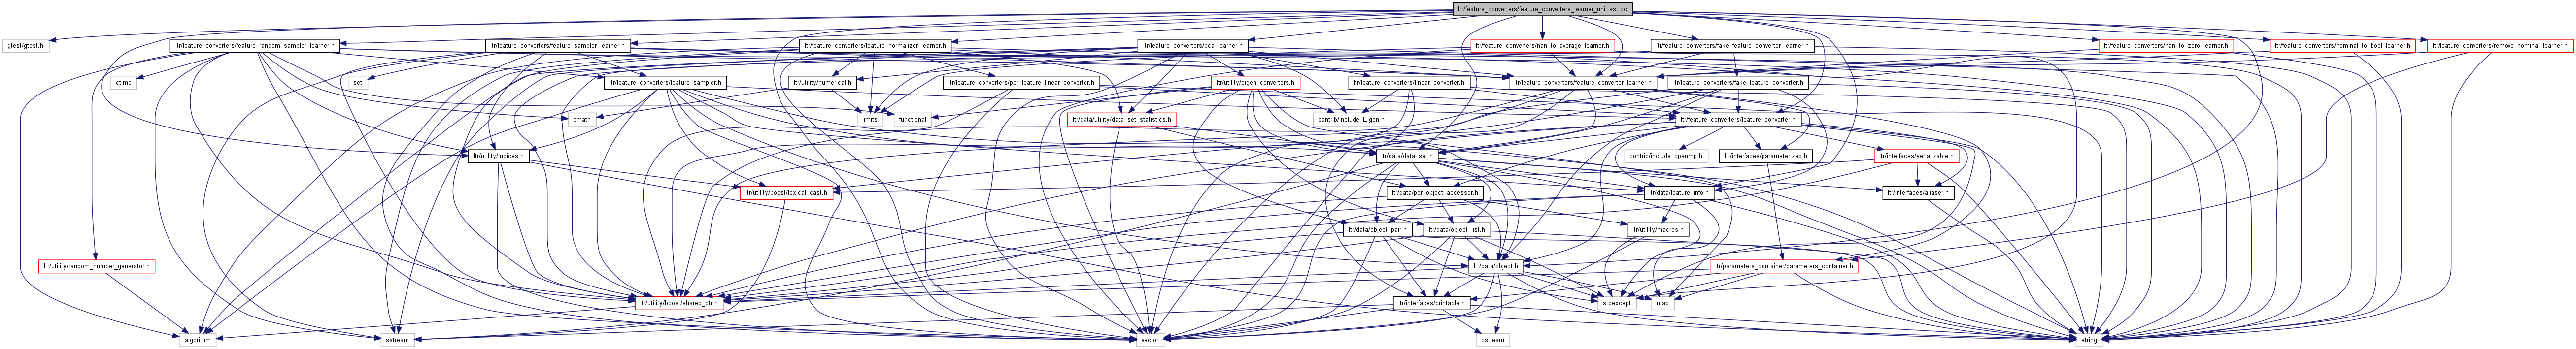 ltr/feature_converters/feature_converters_learner_unittest.cc
gtest/gtest.h
ltr/feature_converters/feature_random_sampler_learner.h
ltr/feature_converters/feature_sampler_learner.h
ltr/feature_converters/feature_normalizer_learner.h
ltr/feature_converters/pca_learner.h
ltr/feature_converters/nan_to_average_learner.h
ltr/feature_converters/fake_feature_converter_learner.h
ltr/feature_converters/nan_to_zero_learner.h
ltr/feature_converters/nominal_to_bool_learner.h
ltr/feature_converters/remove_nominal_learner.h
ctime
set
ltr/feature_converters/feature_sampler.h
ltr/utility/numerical.h
ltr/feature_converters/per_feature_linear_converter.h
ltr/utility/eigen_converters.h
ltr/feature_converters/linear_converter.h
ltr/feature_converters/feature_converter_learner.h
ltr/feature_converters/fake_feature_converter.h
cmath
limits
functional
ltr/data/utility/data_set_statistics.h
contrib/include_Eigen.h
ltr/feature_converters/feature_converter.h
ltr/utility/indices.h
ltr/data/data_set.h
contrib/include_openmp.h
ltr/interfaces/parameterized.h
ltr/interfaces/serializable.h
ltr/utility/boost/lexical_cast.h
ltr/data/per_object_accessor.h
ltr/data/feature_info.h
ltr/interfaces/aliaser.h
ltr/data/object_pair.h
ltr/data/object_list.h
ltr/utility/macros.h
ltr/utility/random_number_generator.h
ltr/data/object.h
ltr/parameters_container/parameters_container.h
ltr/utility/boost/shared_ptr.h
ltr/interfaces/printable.h
stdexcept
map
algorithm
sstream
vector
ostream
string